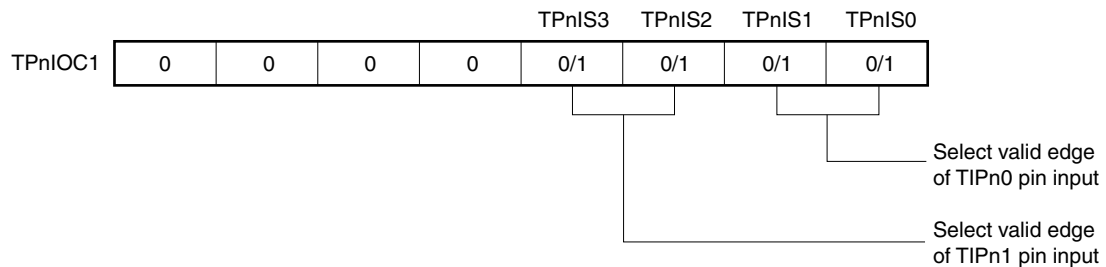 TPnIS3 TPnIS2 TPnIS1 TPnIS0
TPnIOC1 0 0 0 0 0/1 0/1 0/1 0/1
Select valid edge
of TIPn0 pin input
Select valid edge
of TIPn1 pin input